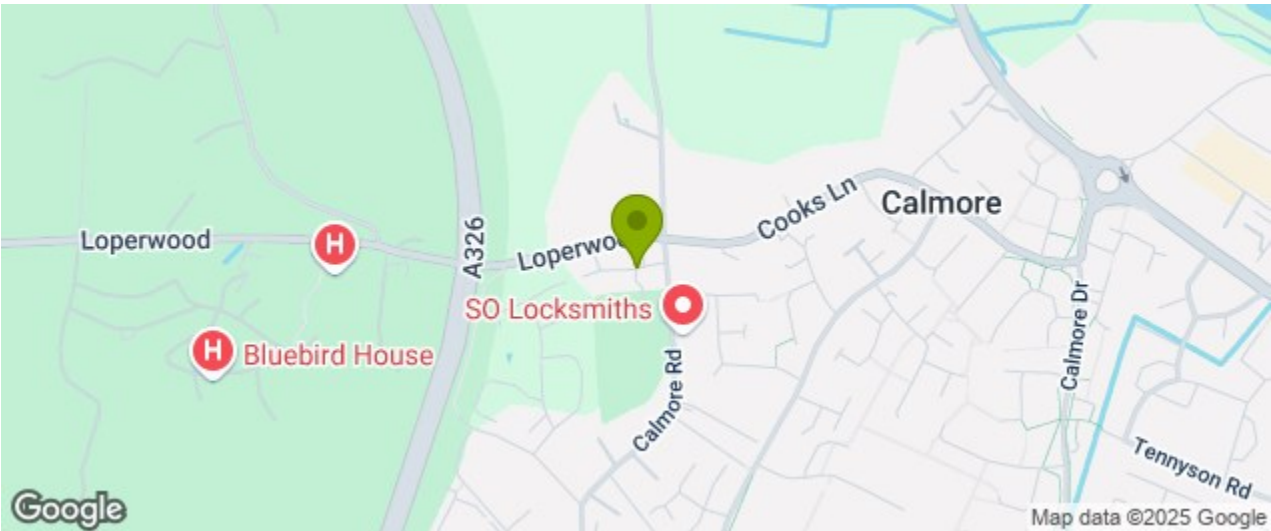 Calmore
Cooks Ln
Loperwood
A326
Loperwoo
H
SO Locksmiths
H
Bluebird House
Calmore Rd
Calmore Dr
Tennyson Rd
Google
Map data ©2025 Google